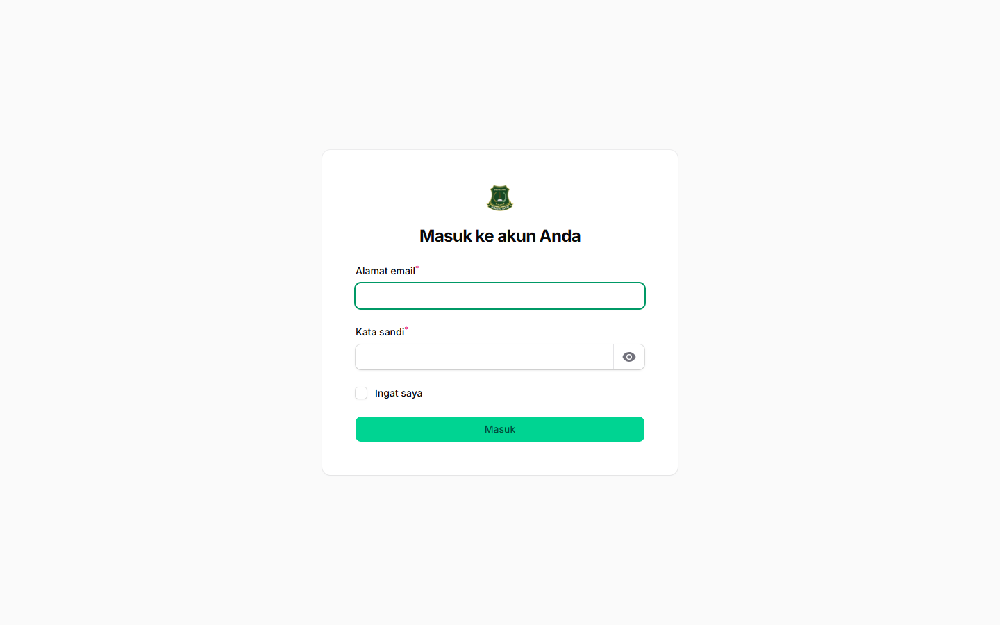 Masuk ke akun Anda
Alamat email*
Kata sandi*
Ingat saya
Masuk